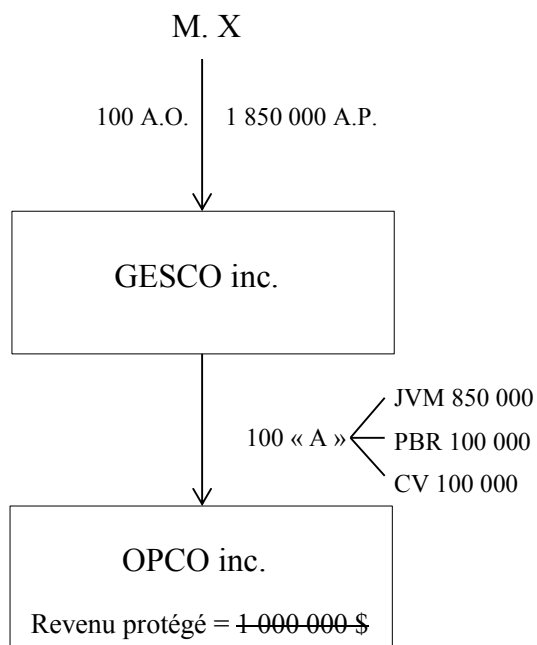 M. X
100 A.O. 1 850 000 A.P.
GESCO inc.
JVM 850 000
100 « A » PBR 100 000
CV 100 000
OPCO inc.
Revenu protégé = 1 000 000 $